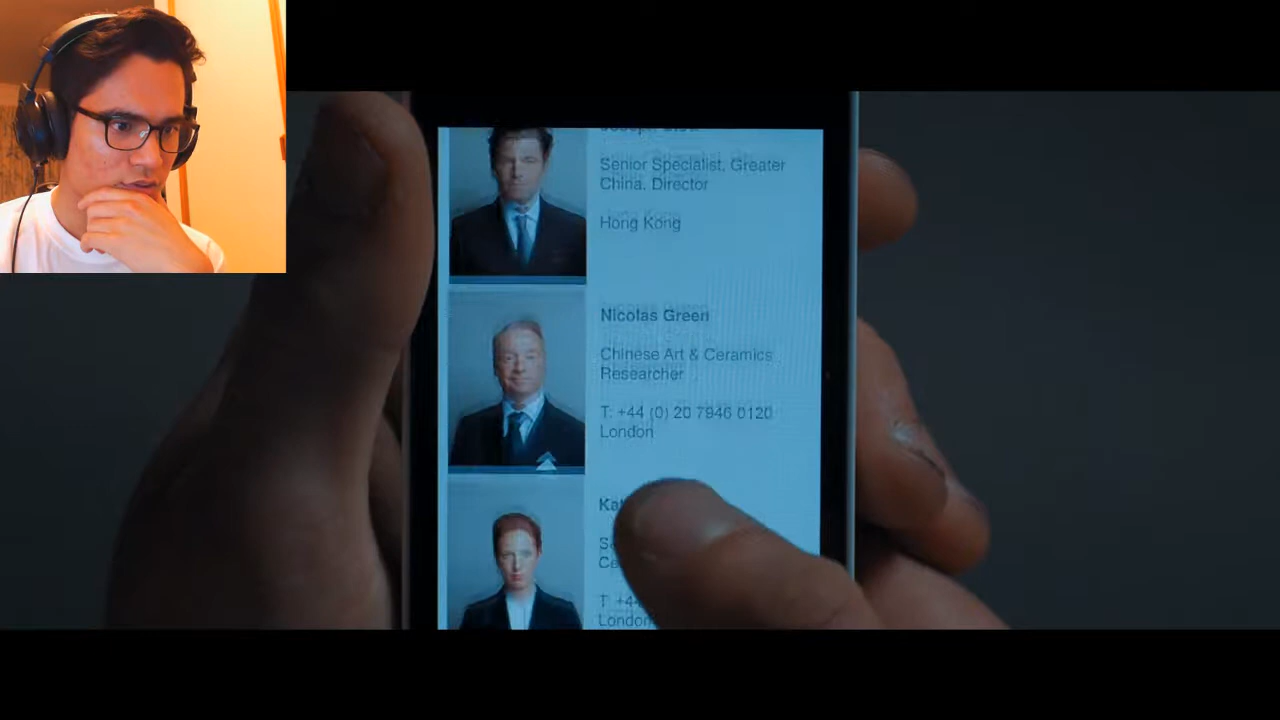 Senior Specialist, Greater
China, Director
Hong Kong
Nicolas Green
Chinese Art & Ceramics
Researcher
T: +44 (0) 20 7946 0120
London
London